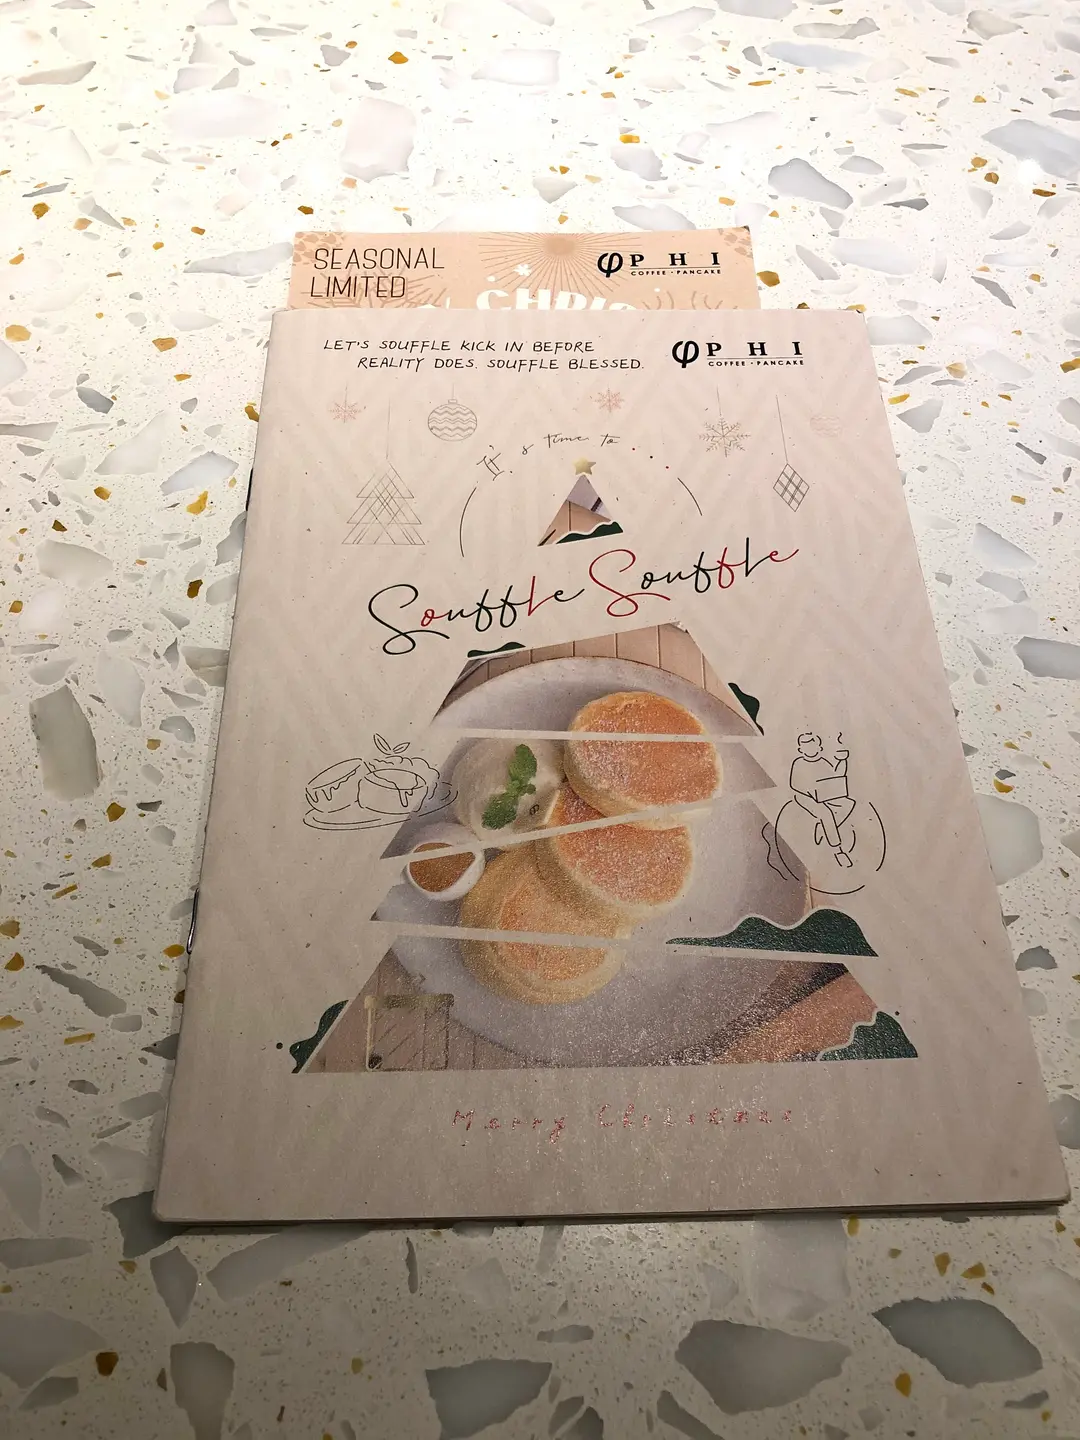 SEASONAL
LIMITED
φ PHI
COFFEE · PANCAKE
LET'S SOUFFLE KICK IN BEFORE
REALITY DOES. SOUFFLE BLESSED.
φ PHI
COFFEE · PANCAKE
It's time to...
Souffle Souffle
Merry Christmas